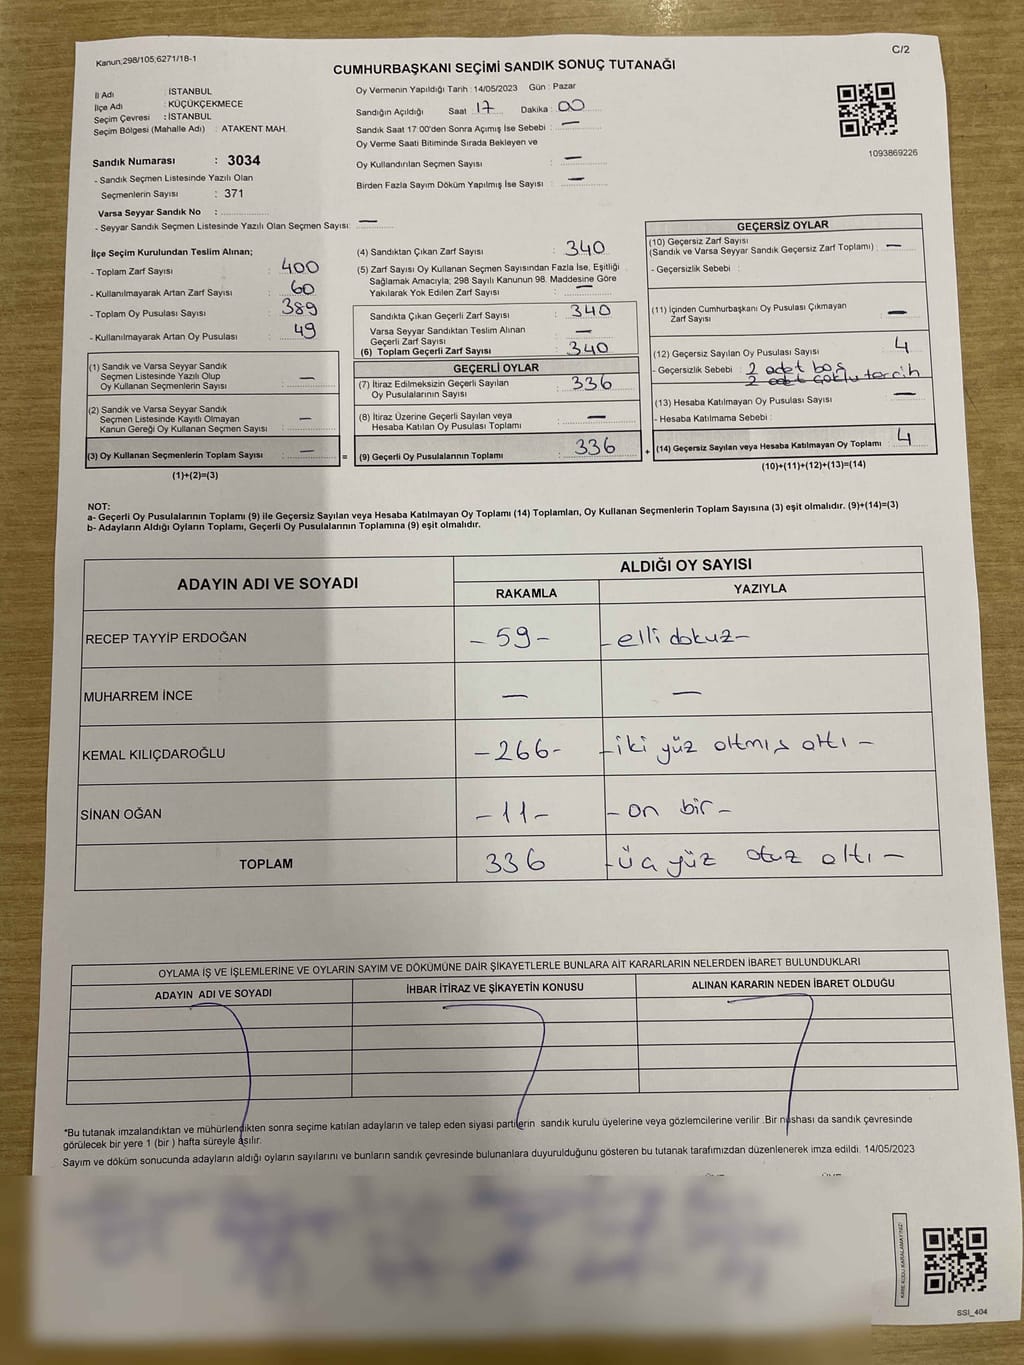 Kanun;298/105,6271/18-1
C/2
CUMHURBAŞKANI SEÇİMİ SANDIK SONUÇ TUTANAĞI
İl Adı : İSTANBUL
İlçe Adı : KÜÇÜKÇEKMECE
Seçim Çevresi : İSTANBUL
Seçim Bölgesi (Mahalle Adı) : ATAKENT MAH.
Sandık Numarası : 3034
- Sandık Seçmen Listesinde Yazılı Olan
Seçmenlerin Sayısı : 371
Varsa Seyyar Sandık No :
- Seyyar Sandık Seçmen Listesinde Yazılı Olan Seçmen Sayısı: —
Oy Vermenin Yapıldığı Tarih : 14/05/2023 Gün : Pazar
Sandığın Açıldığı Saat 17 Dakika : 00
Sandık Saat 17:00'den Sonra Açımış İse Sebebi : —
Oy Verme Saati Bitiminde Sırada Bekleyen ve
Oy Kullandırılan Seçmen Sayısı : —
Birden Fazla Sayım Döküm Yapılmış İse Sayısı : —
1093869226
İlçe Seçim Kurulundan Teslim Alınan;
- Toplam Zarf Sayısı : 400
- Kullanılmayarak Artan Zarf Sayısı : 60
- Toplam Oy Pusulası Sayısı : 389
- Kullanılmayarak Artan Oy Pusulası : 49
(1) Sandık ve Varsa Seyyar Sandık
Seçmen Listesinde Yazılı Olup
Oy Kullanan Seçmenlerin Sayısı : —
(2) Sandık ve Varsa Seyyar Sandık
Seçmen Listesinde Kayıtlı Olmayan
Kanun Gereği Oy Kullanan Seçmen Sayısı : —
(3) Oy Kullanan Seçmenlerin Toplam Sayısı : — =
(1)+(2)=(3)
(4) Sandıktan Çıkan Zarf Sayısı : 340
(5) Zarf Sayısı Oy Kullanan Seçmen Sayısından Fazla İse, Eşitliği
Sağlamak Amacıyla; 298 Sayılı Kanunun 98. Maddesine Göre
Yakılarak Yok Edilen Zarf Sayısı : —
Sandıkta Çıkan Geçerli Zarf Sayısı : 340
Varsa Seyyar Sandıktan Teslim Alınan
Geçerli Zarf Sayısı : —
(6) Toplam Geçerli Zarf Sayısı : 340
GEÇERLİ OYLAR
(7) İtiraz Edilmeksizin Geçerli Sayılan
Oy Pusulasının Sayısı : 336
(8) İtiraz Üzerine Geçerli Sayılan veya
Hesaba Katılan Oy Pusulası Toplamı : —
(9) Geçerli Oy Pusulalarının Toplamı : 336 +
GEÇERSİZ OYLAR
(10) Geçersiz Zarf Sayısı
(Sandık ve Varsa Seyyar Sandık Geçersiz Zarf Toplamı) : —
- Geçersizlik Sebebi :
(11) İçinden Cumhurbaşkanı Oy Pusulası Çıkmayan
Zarf Sayısı : —
(12) Geçersiz Sayılan Oy Pusulası Sayısı : 4
- Geçersizlik Sebebi : 2 adet boş
2 adet çoklu tercih
(13) Hesaba Katılmayan Oy Pusulası Sayısı : —
- Hesaba Katılmama Sebebi :
(14) Geçersiz Sayılan veya Hesaba Katılmayan Oy Toplamı : 4
(10)+(11)+(12)+(13)=(14)
NOT:
a- Geçerli Oy Pusulalarının Toplamı (9) ile Geçersiz Sayılan veya Hesaba Katılmayan Oy Toplamı (14) Toplamları, Oy Kullanan Seçmenlerin Toplam Sayısına (3) eşit olmalıdır. (9)+(14)=(3)
b- Adayların Aldığı Oyların Toplamı, Geçerli Oy Pusulalarının Toplamına (9) eşit olmalıdır.
ADAYIN ADI VE SOYADI
ALDIĞI OY SAYISI
RAKAMLA YAZIYLA
RECEP TAYYİP ERDOĞAN - 59 - - elli dokuz -
MUHARREM İNCE — —
KEMAL KILIÇDAROĞLU - 266 - - iki yüz altmış altı -
SİNAN OĞAN - 11 - - on bir -
TOPLAM 336 - üç yüz otuz altı -
OYLAMA İŞ VE İŞLEMLERİNE VE OYLARIN SAYIM VE DÖKÜMÜNE DAİR ŞİKAYETLERLE BUNLARA AİT KARARLARIN NELERDEN İBARET BULUNDUKLARI
ADAYIN ADI VE SOYADI İHBAR İTİRAZ VE ŞİKAYETİN KONUSU ALINAN KARARIN NEDEN İBARET OLDUĞU
*Bu tutanak imzalandıktan ve mühürlendikten sonra seçime katılan adayların ve talep eden siyasi partilerin sandık kurulu üyelerine veya gözlemcilerine verilir .Bir nüshası da sandık çevresinde
görülecek bir yere 1 (bir ) hafta süreyle asılır.
Sayım ve döküm sonucunda adayların aldığı oyların sayılarını ve bunların sandık çevresinde bulunanlara duyurulduğunu gösteren bu tutanak tarafımızdan düzenlenerek imza edildi. 14/05/2023
KARE KODU KARALAMAYINIZ!
SSI_404